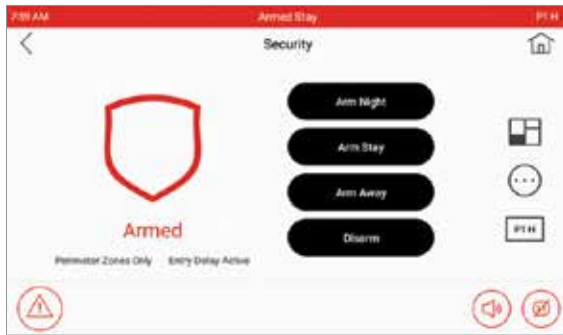 7:59 AM Armed Stay P1 H
Security
Arm Night
Arm Stay
Arm Away
Disarm
P1 H
Armed
Perimeter Zones Only Entry Delay Active